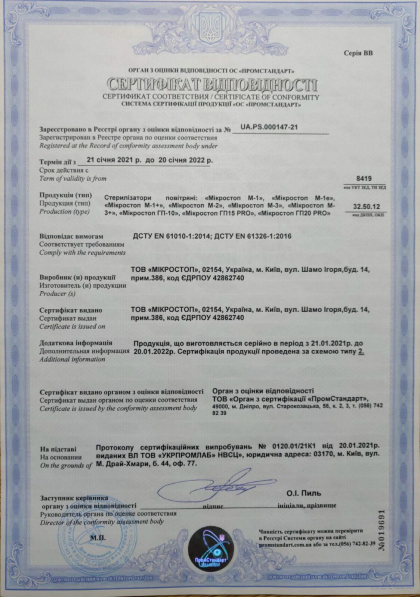 Серія ВВ
ОРГАН З ОЦІНКИ ВІДПОВІДНОСТІ ОС «ПРОМСТАНДАРТ»
СЕРТИФІКАТ ВІДПОВІДНОСТІ
СЕРТИФИКАТ СООТВЕТСТВИЯ / CERTIFICATE OF CONFORMITY
СИСТЕМА СЕРТИФІКАЦІЇ ПРОДУКЦІЇ «ОС "ПРОМСТАНДАРТ»
Зареєстровано в Реєстрі органу з оцінки відповідності за № UA.PS.000147-21
Зарегистрирован в Реестре органа по оценки соответствия
Registered at the Record of conformity assessment body under
Термін дії з 21 січня 2021 р. до 20 січня 2022 р.
Срок действия с
Term of validity from 8419
Продукція (тип) Стерилізатори повітряні: «Мікростоп М-1», «Мікростоп М-1е»,
Продукция (тип) «Мікростоп М-1+», «Мікростоп М-2», «Мікростоп М-3», «Мікростоп М- 32.50.12
Production (type) 3+», «Мікростоп ГП-10», «Мікростоп ГП15 PRO», «Мікростоп ГП20 PRO»
Відповідає вимогам ДСТУ EN 61010-1:2014; ДСТУ EN 61326-1:2016
Соответствует требованиям
Comply with the requirements
Виробник (и) продукції ТОВ «МІКРОСТОП», 02154, Україна, м. Київ, вул. Шамо Ігоря,буд. 14,
Изготовитель (и) продукции прим.386, код ЄДРПОУ 42862740
Producer (s)
Сертифікат видано ТОВ «МІКРОСТОП», 02154, Україна, м. Київ, вул. Шамо Ігоря,буд. 14,
Сертификат выдан прим.386, код ЄДРПОУ 42862740
Certificate is issued on
Додаткова інформація Продукція, що виготовляється серійно в період з 21.01.2021р. до
Дополнительная информация 20.01.2022р. Сертифікація продукції проведена за схемою типу 2.
Additional information
Сертифікат видано органом з оцінки відповідності Орган з оцінки відповідності
Сертификат выдан органом по оценки соответствия ТОВ «Орган з сертифікації «ПромСтандарт»,
Certificate is issued by the conformity assessment body 49000, м. Дніпро, вул. Старокозацька, 56, к. 2, 3, т. (056) 742
82 39
На підставі Протоколу сертифікаційних випробувань № 0120.01/21К1 від 20.01.2021р.
На основании виданих ВЛ ТОВ «УКРПРОМЛАБ» НВСЦ», юридична адреса: 03170, м. Київ, вул.
On the grounds of М. Драй-Хмари, б. 44, оф. 77.
Заступник керівника О.І. Пиль
органу з оцінки відповідності підпис ініціали, прізвище
Руководитель органа по оценки соответствия
Director of the conformity assessment body
М.П.
ПромСтандарт
Дніпро
Чинність сертифікату можна перевірити
в Реєстрі Системи органу на
promstandart.com.ua або за тел.(056) 742-82-39
№019691